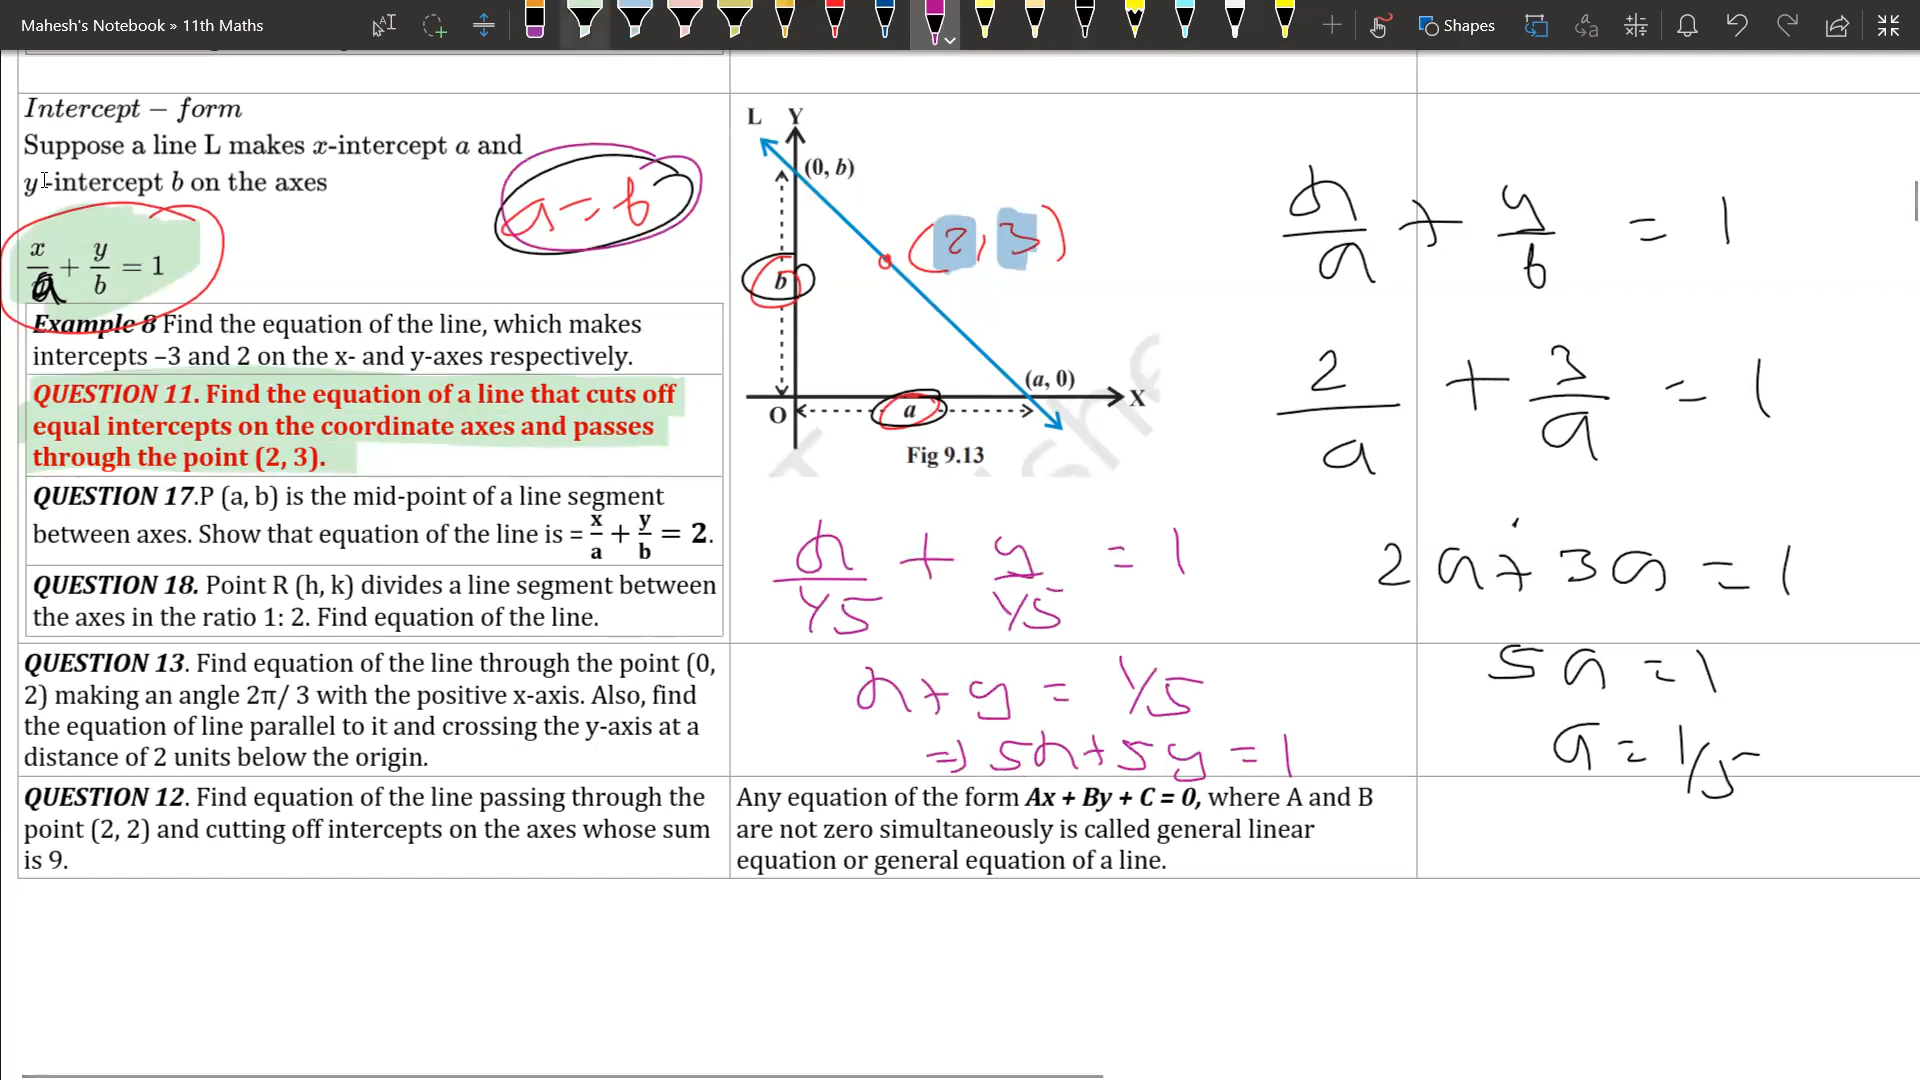 Mahesh's Notebook » 11th Maths
Shapes
Intercept − form
Suppose a line L makes x-intercept a and
y-intercept b on the axes
a = b
x/a + y/b = 1
Example 8 Find the equation of the line, which makes
intercepts –3 and 2 on the x- and y-axes respectively.
QUESTION 11. Find the equation of a line that cuts off
equal intercepts on the coordinate axes and passes
through the point (2, 3).
QUESTION 17.P (a, b) is the mid-point of a line segment
between axes. Show that equation of the line is = x/a + y/b = 2.
QUESTION 18. Point R (h, k) divides a line segment between
the axes in the ratio 1: 2. Find equation of the line.
QUESTION 13. Find equation of the line through the point (0,
2) making an angle 2π/ 3 with the positive x-axis. Also, find
the equation of line parallel to it and crossing the y-axis at a
distance of 2 units below the origin.
QUESTION 12. Find equation of the line passing through the
point (2, 2) and cutting off intercepts on the axes whose sum
is 9.
L Y
(0, b)
(2, 3)
b
(a, 0)
X
O
a
Fig 9.13
x/(1/5) + y/(1/5) = 1
x + y = 1/5
⇒ 5x + 5y = 1
Any equation of the form Ax + By + C = 0, where A and B
are not zero simultaneously is called general linear
equation or general equation of a line.
x/a + y/b = 1
2/a + 3/a = 1
2a + 3a = 1
5a = 1
a = 1/5